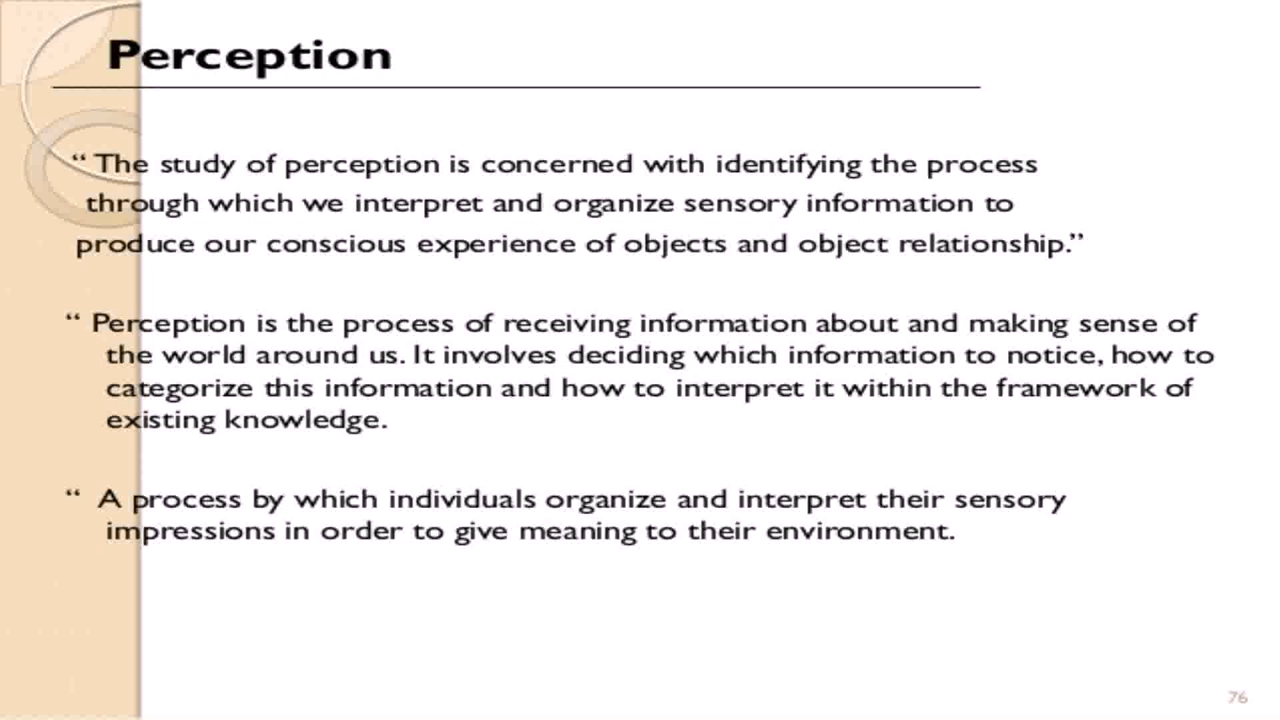 Perception
“ The study of perception is concerned with identifying the process
through which we interpret and organize sensory information to
produce our conscious experience of objects and object relationship.”
“ Perception is the process of receiving information about and making sense of
the world around us. It involves deciding which information to notice, how to
categorize this information and how to interpret it within the framework of
existing knowledge.
“ A process by which individuals organize and interpret their sensory
impressions in order to give meaning to their environment.
76